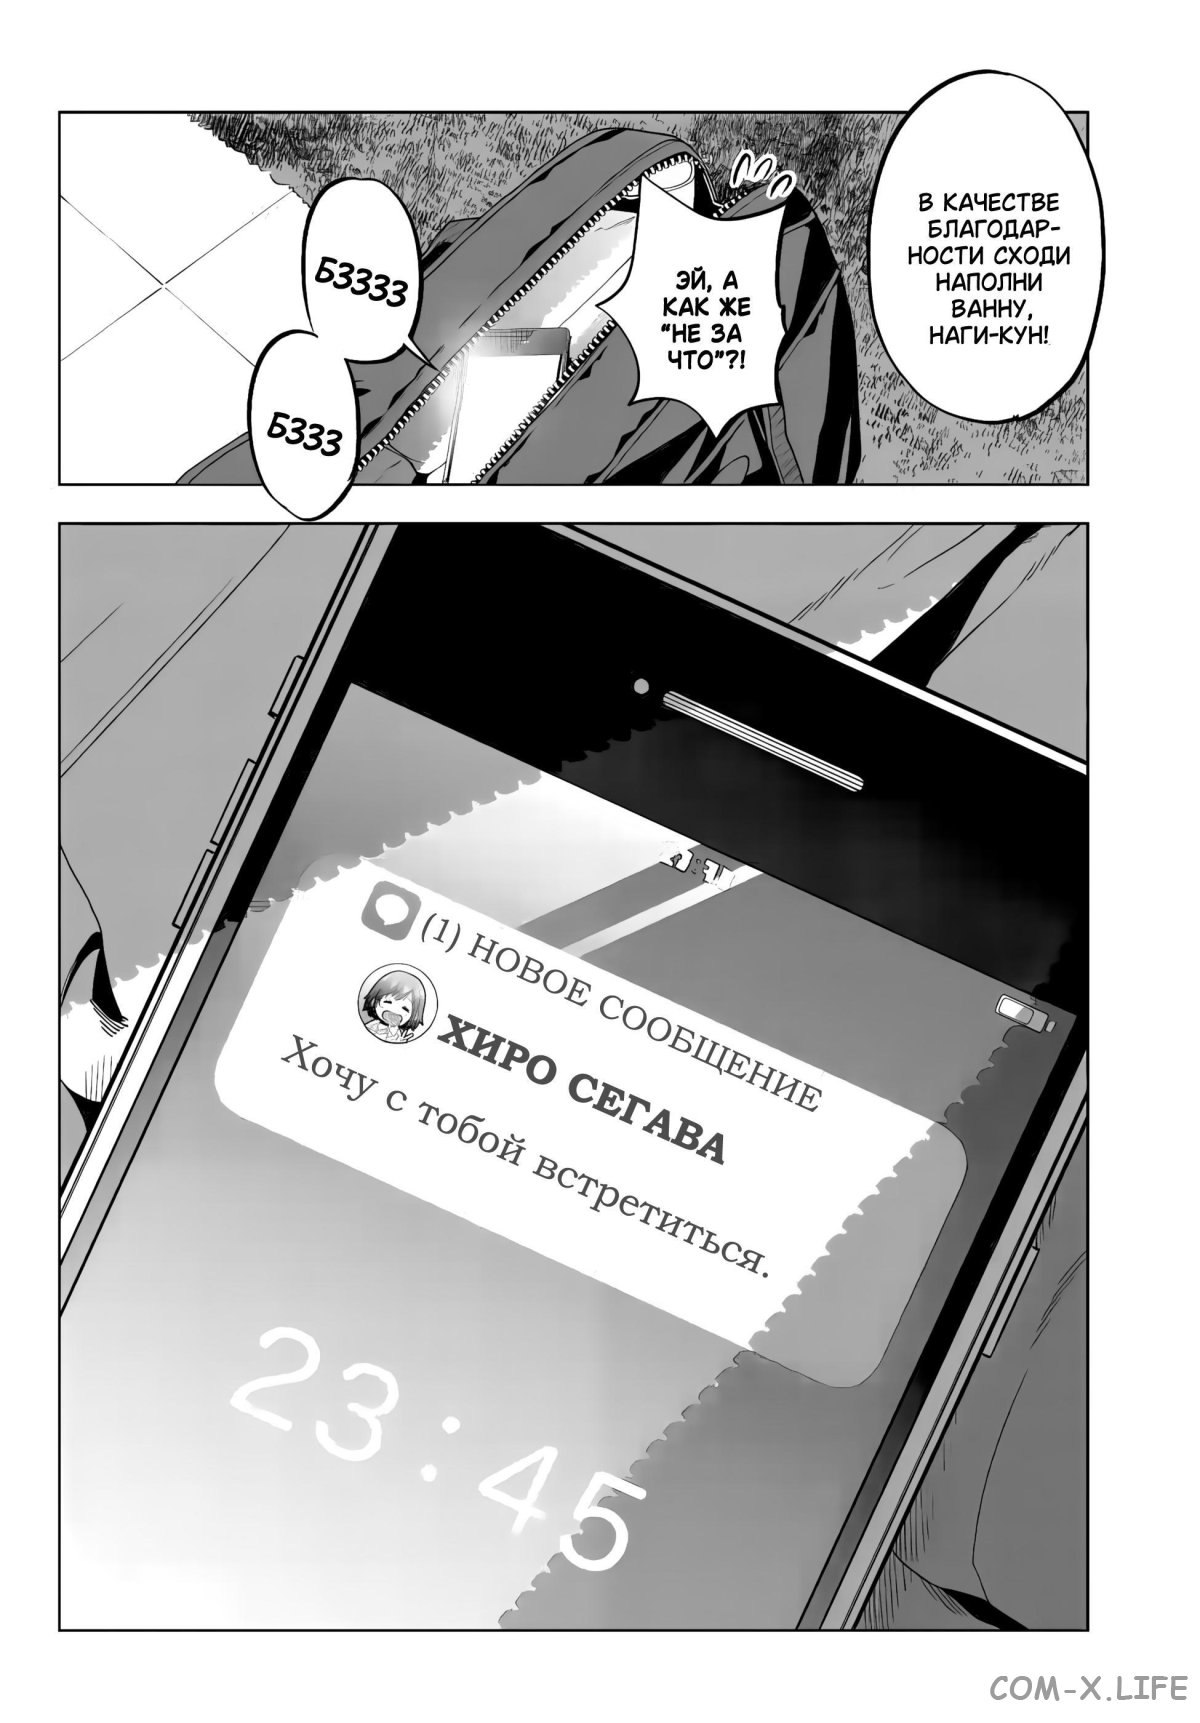 В КАЧЕСТВЕ
БЛАГОДАР-
НОСТИ СХОДИ
НАПОЛНИ
ВАННУ,
НАГИ-КУН!
ЭЙ, А
КАК ЖЕ
"НЕ ЗА
ЧТО"?!
БЗЗЗЗ
БЗЗЗ
(1) НОВОЕ СООБЩЕНИЕ
ХИРО СЕГАВА
Хочу с тобой встретиться.
23:45
COM-X.LIFE